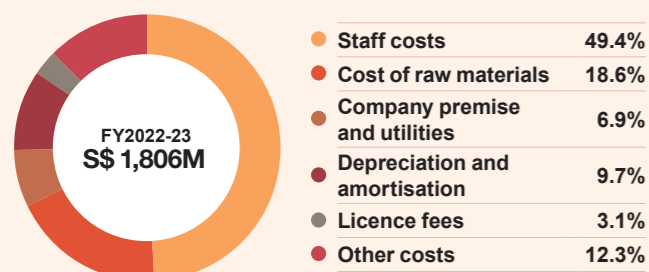 FY2022-23
S$ 1,806M
Staff costs 49.4%
Cost of raw materials 18.6%
Company premise
and utilities 6.9%
Depreciation and
amortisation 9.7%
Licence fees 3.1%
Other costs 12.3%